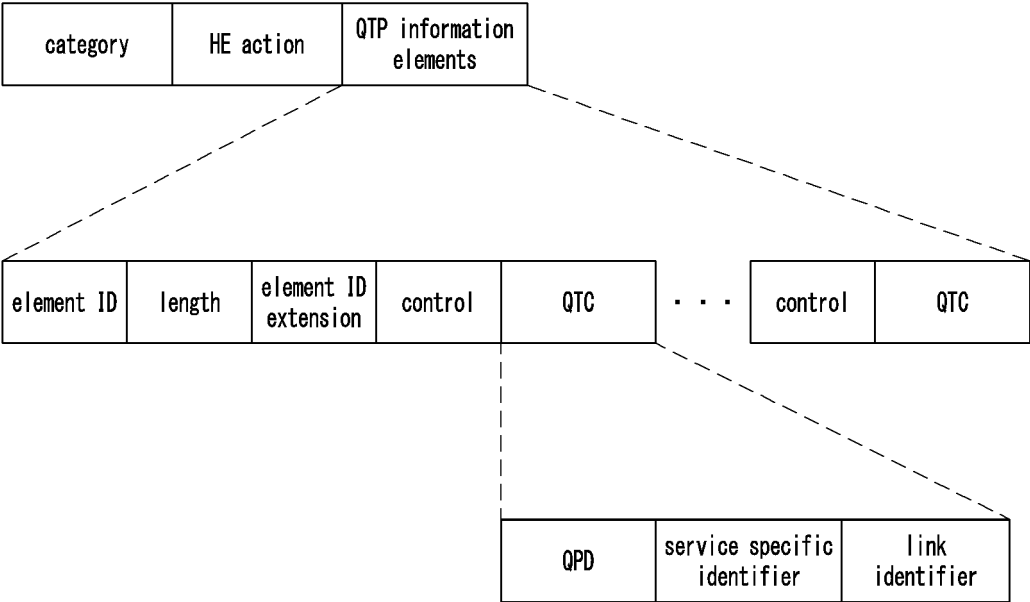 category
HE action
QTP information
elements
element ID
length
element ID
extension
control
QTC
. . .
control
QTC
QPD
service specific
identifier
link
identifier